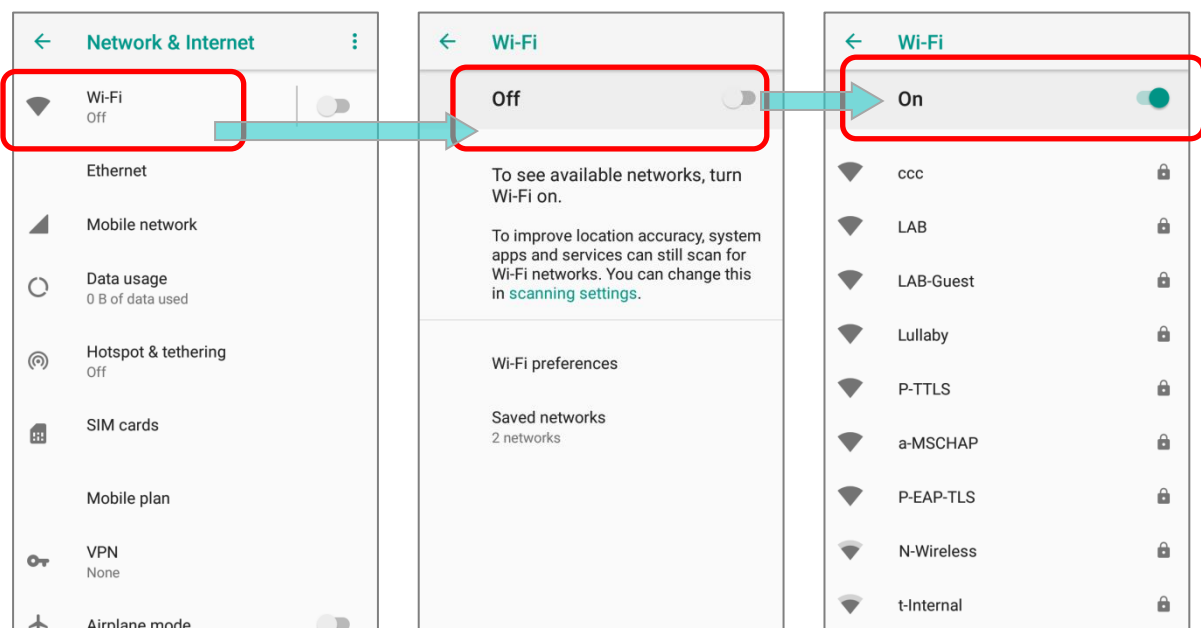 Network & Internet
Wi-Fi
Off
Ethernet
Mobile network
Data usage
0 B of data used
Hotspot & tethering
Off
SIM cards
Mobile plan
VPN
None
Airplane mode
Wi-Fi
Off
To see available networks, turn
Wi-Fi on.
To improve location accuracy, system
apps and services can still scan for
Wi-Fi networks. You can change this
in scanning settings.
Wi-Fi preferences
Saved networks
2 networks
Wi-Fi
On
ccc
LAB
LAB-Guest
Lullaby
P-TTLS
a-MSCHAP
P-EAP-TLS
N-Wireless
t-Internal